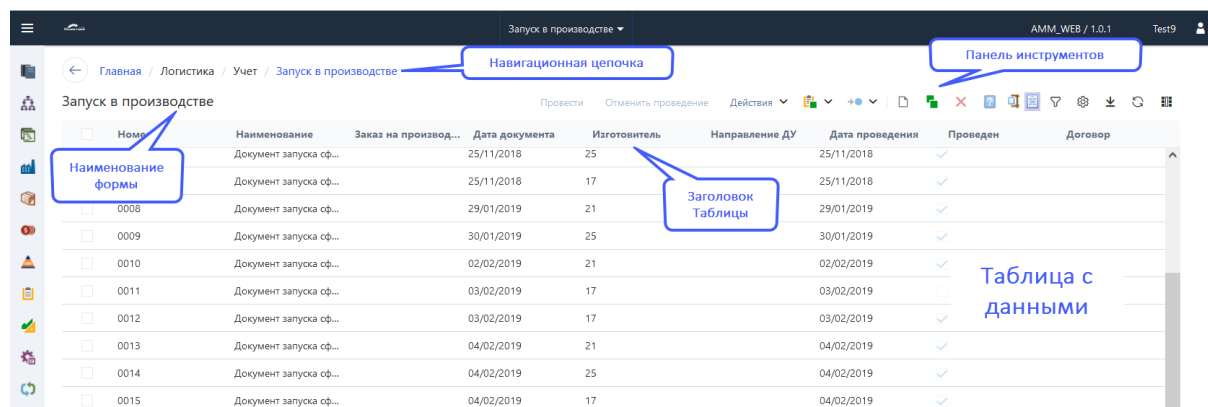 Запуск в производстве
AMM_WEB / 1.0.1
Test9
Навигационная цепочка
Панель инструментов
Главная / Логистика / Учет / Запуск в производстве
Запуск в производстве
Провести Отменить проведение Действия
Наименование Заказ на производ... Дата документа Изготовитель Направление ДУ Дата проведения Проведен Договор
Документ запуска сф... 25/11/2018 25 25/11/2018
Наименование
формы
Документ запуска сф... 25/11/2018 17 25/11/2018
Заголовок
Таблицы
0008 Документ запуска сф... 29/01/2019 21 29/01/2019
0009 Документ запуска сф... 30/01/2019 25 30/01/2019
0010 Документ запуска сф... 02/02/2019 21 02/02/2019
Таблица с
данными
0011 Документ запуска сф... 03/02/2019 17 03/02/2019
0012 Документ запуска сф... 03/02/2019 17 03/02/2019
0013 Документ запуска сф... 04/02/2019 21 04/02/2019
0014 Документ запуска сф... 04/02/2019 25 04/02/2019
0015 Документ запуска сф... 04/02/2019 17 04/02/2019